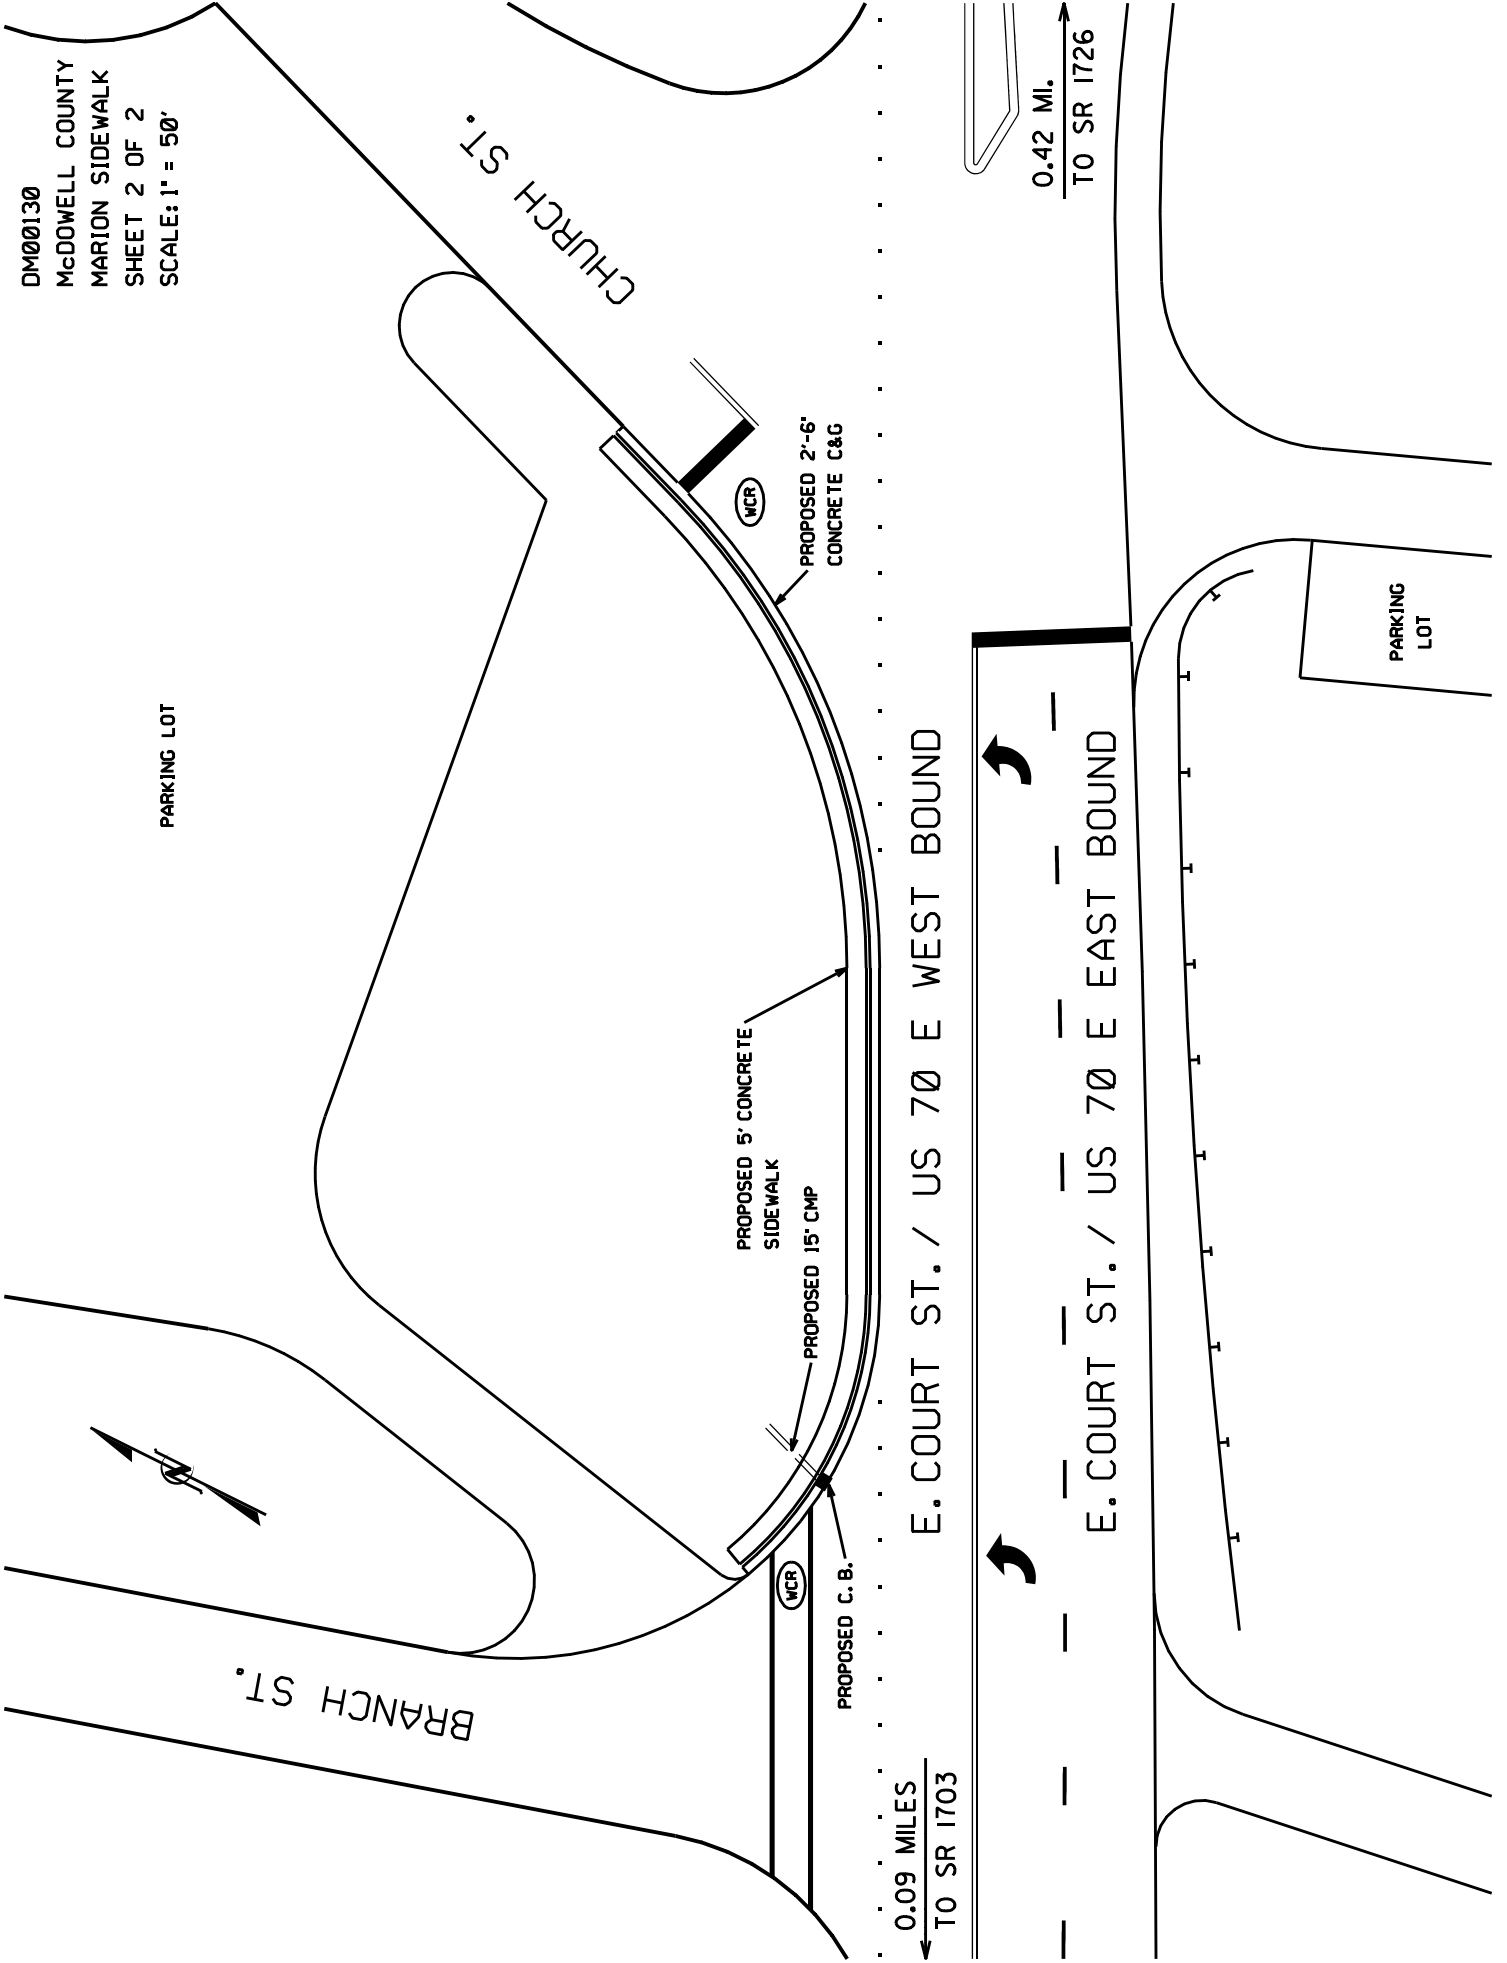 DM00130
McDOWELL COUNTY
MARION SIDEWALK
SHEET 2 OF 2
SCALE: 1" = 50'
CHURCH ST.
PARKING LOT
WCR
PROPOSED 2'-6"
CONCRETE C&G
PROPOSED 5' CONCRETE
SIDEWALK
PROPOSED 15" CMP
N
BRANCH ST.
WCR
PROPOSED C. B.
0.09 MILES
TO SR 1703
E. COURT ST. / US 70 E WEST BOUND
0.42 MI.
TO SR 1726
E. COURT ST. / US 70 E EAST BOUND
PARKING
LOT